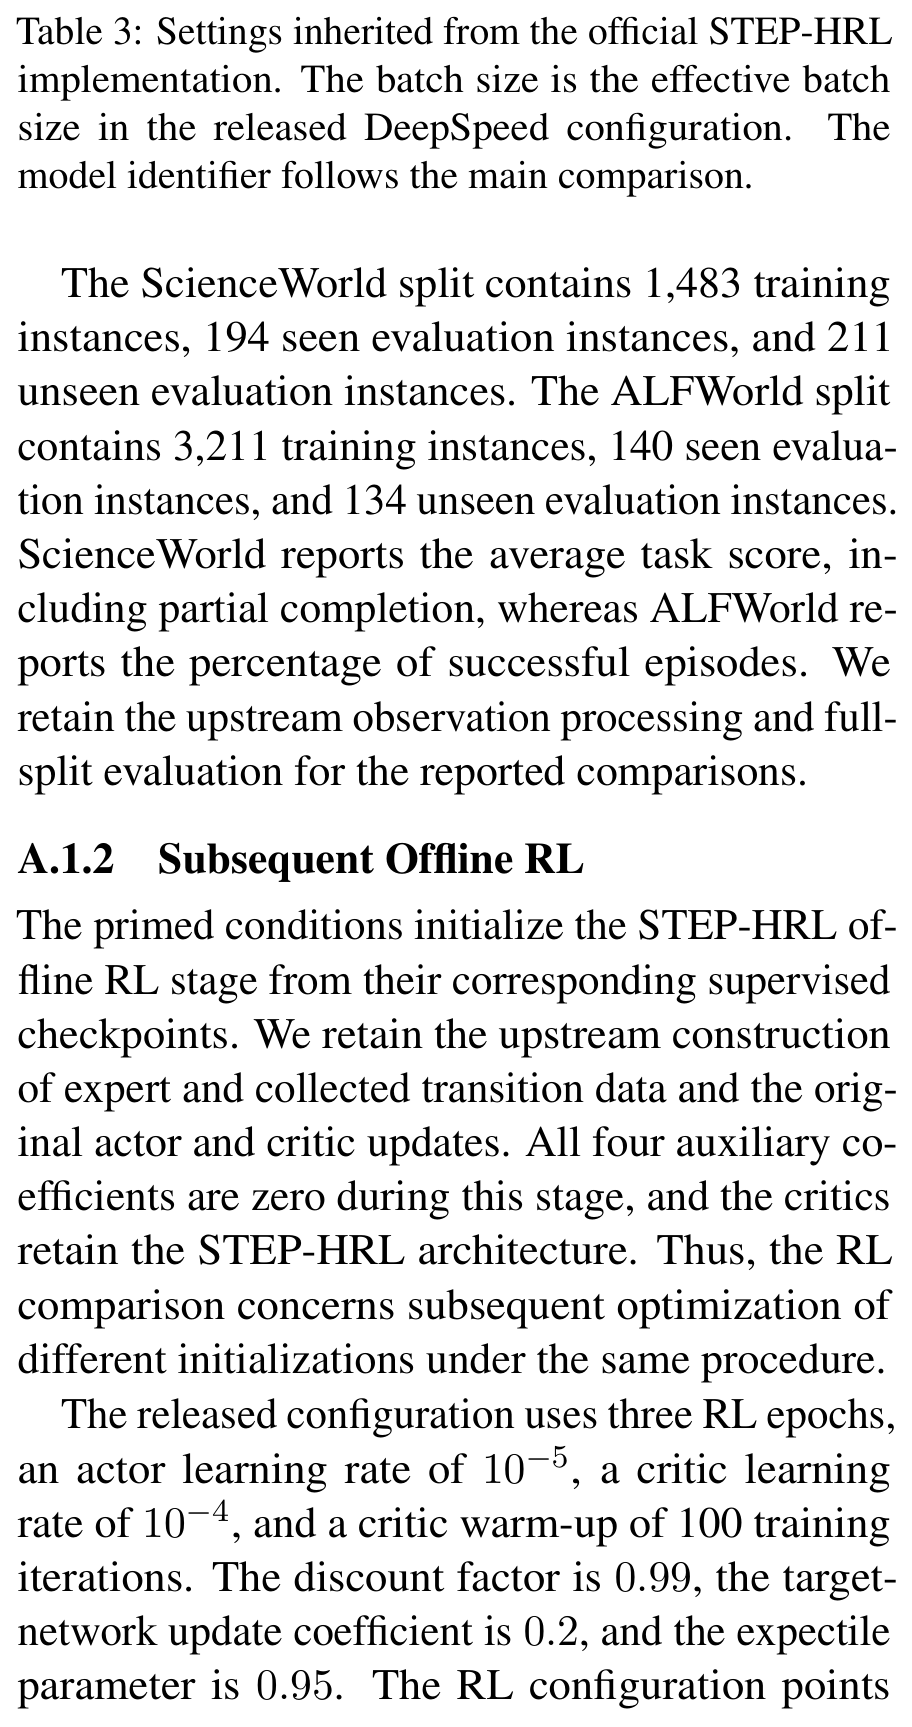 Table 3: Settings inherited from the official STEP-HRL
implementation. The batch size is the effective batch
size in the released DeepSpeed configuration. The
model identifier follows the main comparison.
The ScienceWorld split contains 1,483 training
instances, 194 seen evaluation instances, and 211
unseen evaluation instances. The ALFWorld split
contains 3,211 training instances, 140 seen evalua-
tion instances, and 134 unseen evaluation instances.
ScienceWorld reports the average task score, in-
cluding partial completion, whereas ALFWorld re-
ports the percentage of successful episodes. We
retain the upstream observation processing and full-
split evaluation for the reported comparisons.
A.1.2 Subsequent Offline RL
The primed conditions initialize the STEP-HRL of-
fline RL stage from their corresponding supervised
checkpoints. We retain the upstream construction
of expert and collected transition data and the orig-
inal actor and critic updates. All four auxiliary co-
efficients are zero during this stage, and the critics
retain the STEP-HRL architecture. Thus, the RL
comparison concerns subsequent optimization of
different initializations under the same procedure.
The released configuration uses three RL epochs,
an actor learning rate of 10⁻⁵, a critic learning
rate of 10⁻⁴, and a critic warm-up of 100 training
iterations. The discount factor is 0.99, the target-
network update coefficient is 0.2, and the expectile
parameter is 0.95. The RL configuration points